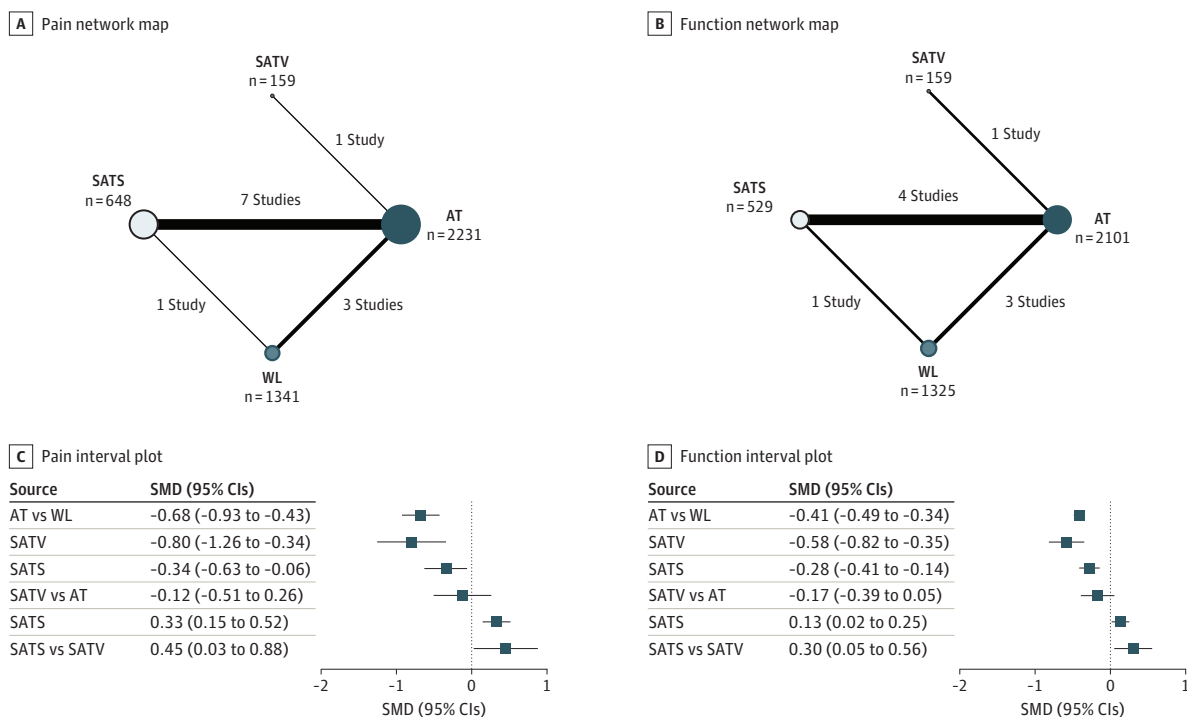 A Pain network map
SATV
n=159
1 Study
SATS
n=648
7 Studies
AT
n=2231
1 Study
3 Studies
WL
n=1341
B Function network map
SATV
n=159
1 Study
SATS
n=529
4 Studies
AT
n=2101
1 Study
3 Studies
WL
n=1325
C Pain interval plot
Source SMD (95% CIs)
AT vs WL -0.68 (-0.93 to -0.43)
SATV -0.80 (-1.26 to -0.34)
SATS -0.34 (-0.63 to -0.06)
SATV vs AT -0.12 (-0.51 to 0.26)
SATS 0.33 (0.15 to 0.52)
SATS vs SATV 0.45 (0.03 to 0.88)
-2 -1 0 1
SMD (95% CIs)
D Function interval plot
Source SMD (95% CIs)
AT vs WL -0.41 (-0.49 to -0.34)
SATV -0.58 (-0.82 to -0.35)
SATS -0.28 (-0.41 to -0.14)
SATV vs AT -0.17 (-0.39 to 0.05)
SATS 0.13 (0.02 to 0.25)
SATS vs SATV 0.30 (0.05 to 0.56)
-2 -1 0 1
SMD (95% CIs)